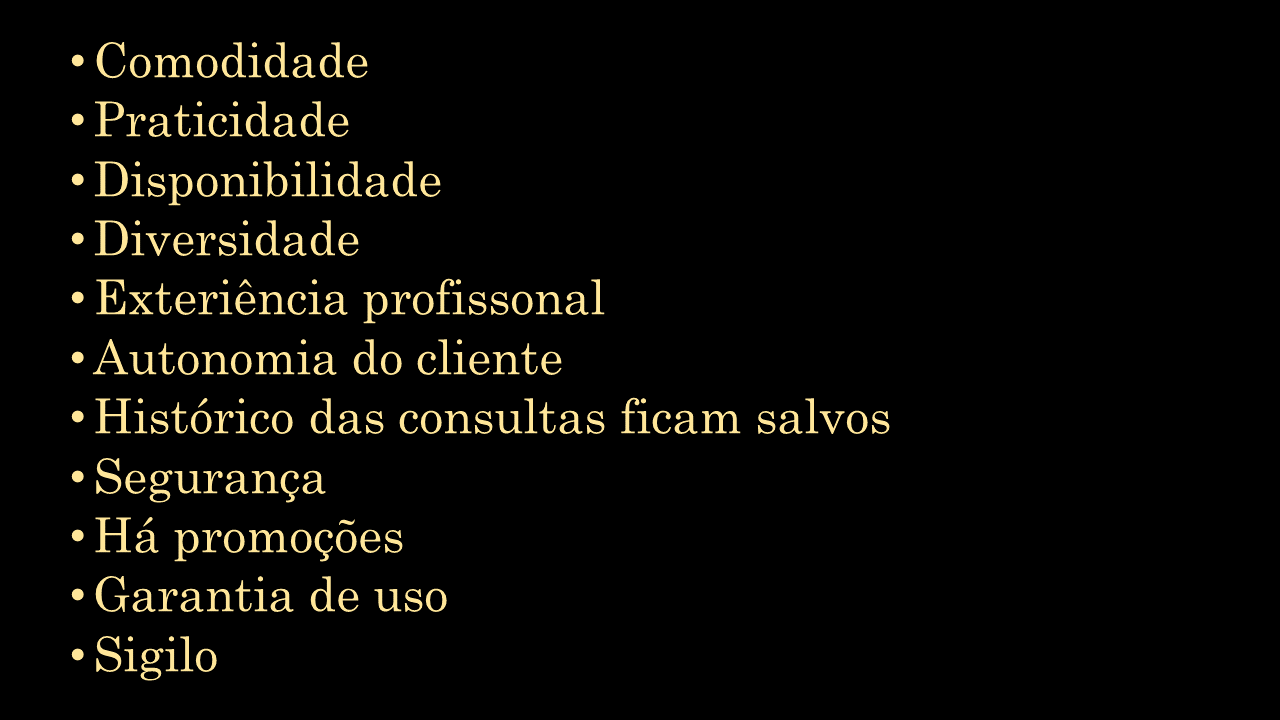 • Comodidade
• Praticidade
• Disponibilidade
• Diversidade
• Exteriência profissonal
• Autonomia do cliente
• Histórico das consultas ficam salvos
• Segurança
• Há promoções
• Garantia de uso
• Sigilo